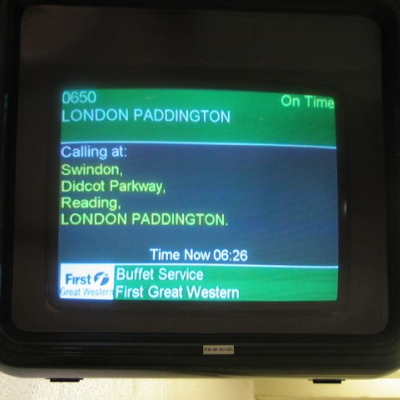 0650 On Time
LONDON PADDINGTON
Calling at:
Swindon,
Didcot Parkway,
Reading,
LONDON PADDINGTON.
Time Now 06:26
First Buffet Service
Great Western First Great Western